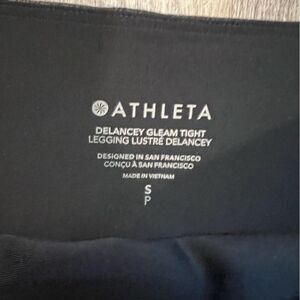 ATHLETA
DELANCEY GLEAM TIGHT
LEGGING LUSTRÉ DELANCEY
DESIGNED IN SAN FRANCISCO
CONÇU À SAN FRANCISCO
MADE IN VIETNAM
S
P